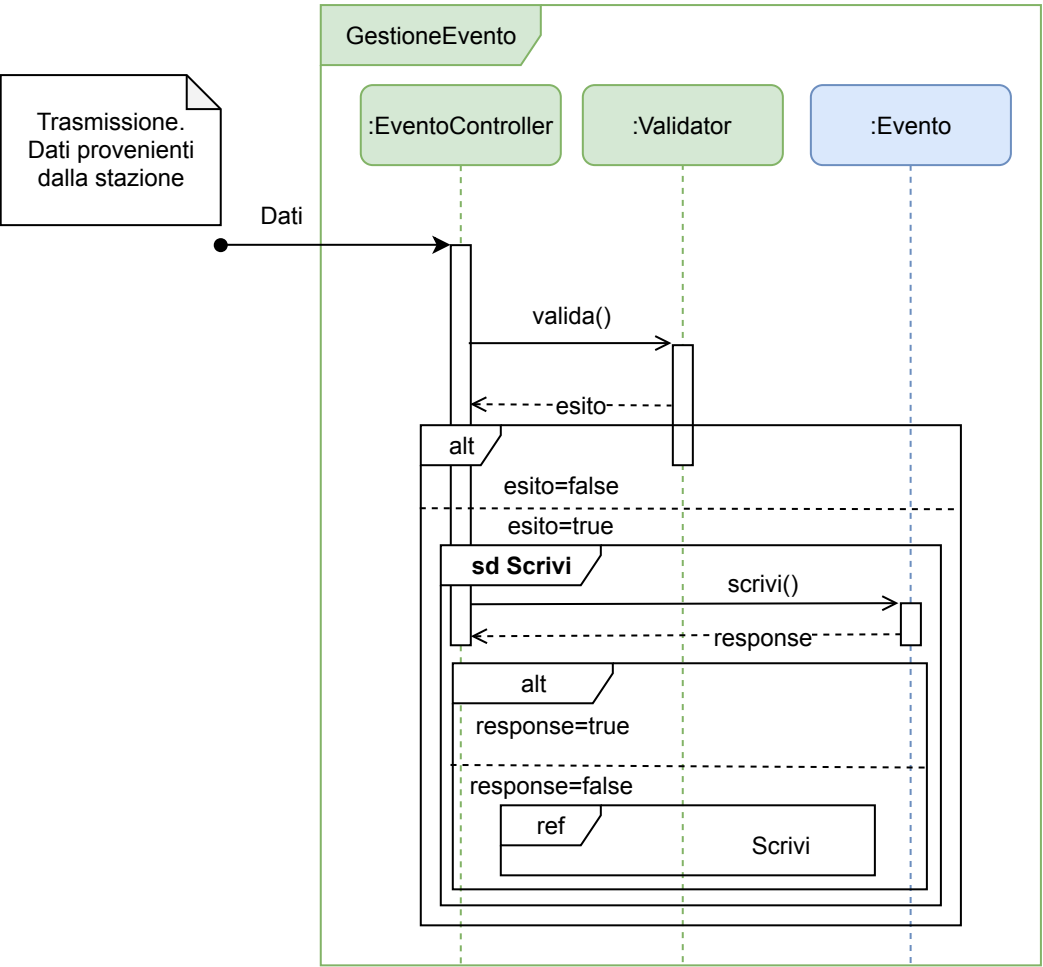 GestioneEvento
Trasmissione.
Dati provenienti
dalla stazione
:EventoController
:Validator
:Evento
Dati
valida()
esito
alt
esito=false
esito=true
sd Scrivi
scrivi()
response
alt
response=true
response=false
ref
Scrivi